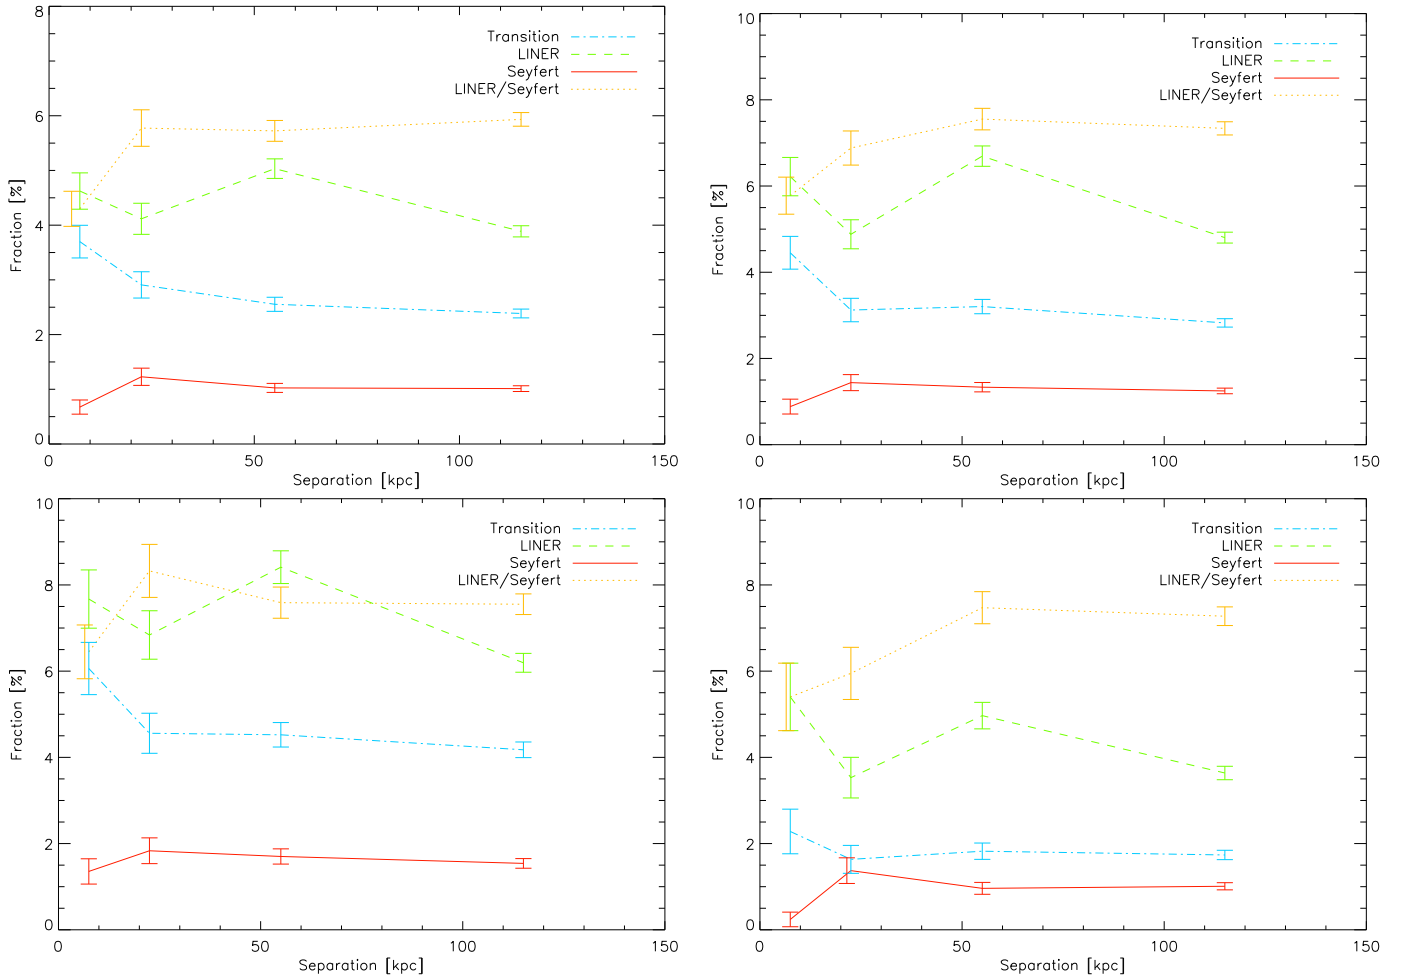 8
6
4
2
0
Fraction [%]
0
50
100
150
Separation [kpc]
Transition
LINER
Seyfert
LINER/Seyfert
10
8
6
4
2
0
Fraction [%]
0
50
100
150
Separation [kpc]
Transition
LINER
Seyfert
LINER/Seyfert
10
8
6
4
2
0
Fraction [%]
0
50
100
150
Separation [kpc]
Transition
LINER
Seyfert
LINER/Seyfert
10
8
6
4
2
0
Fraction [%]
0
50
100
150
Separation [kpc]
Transition
LINER
Seyfert
LINER/Seyfert